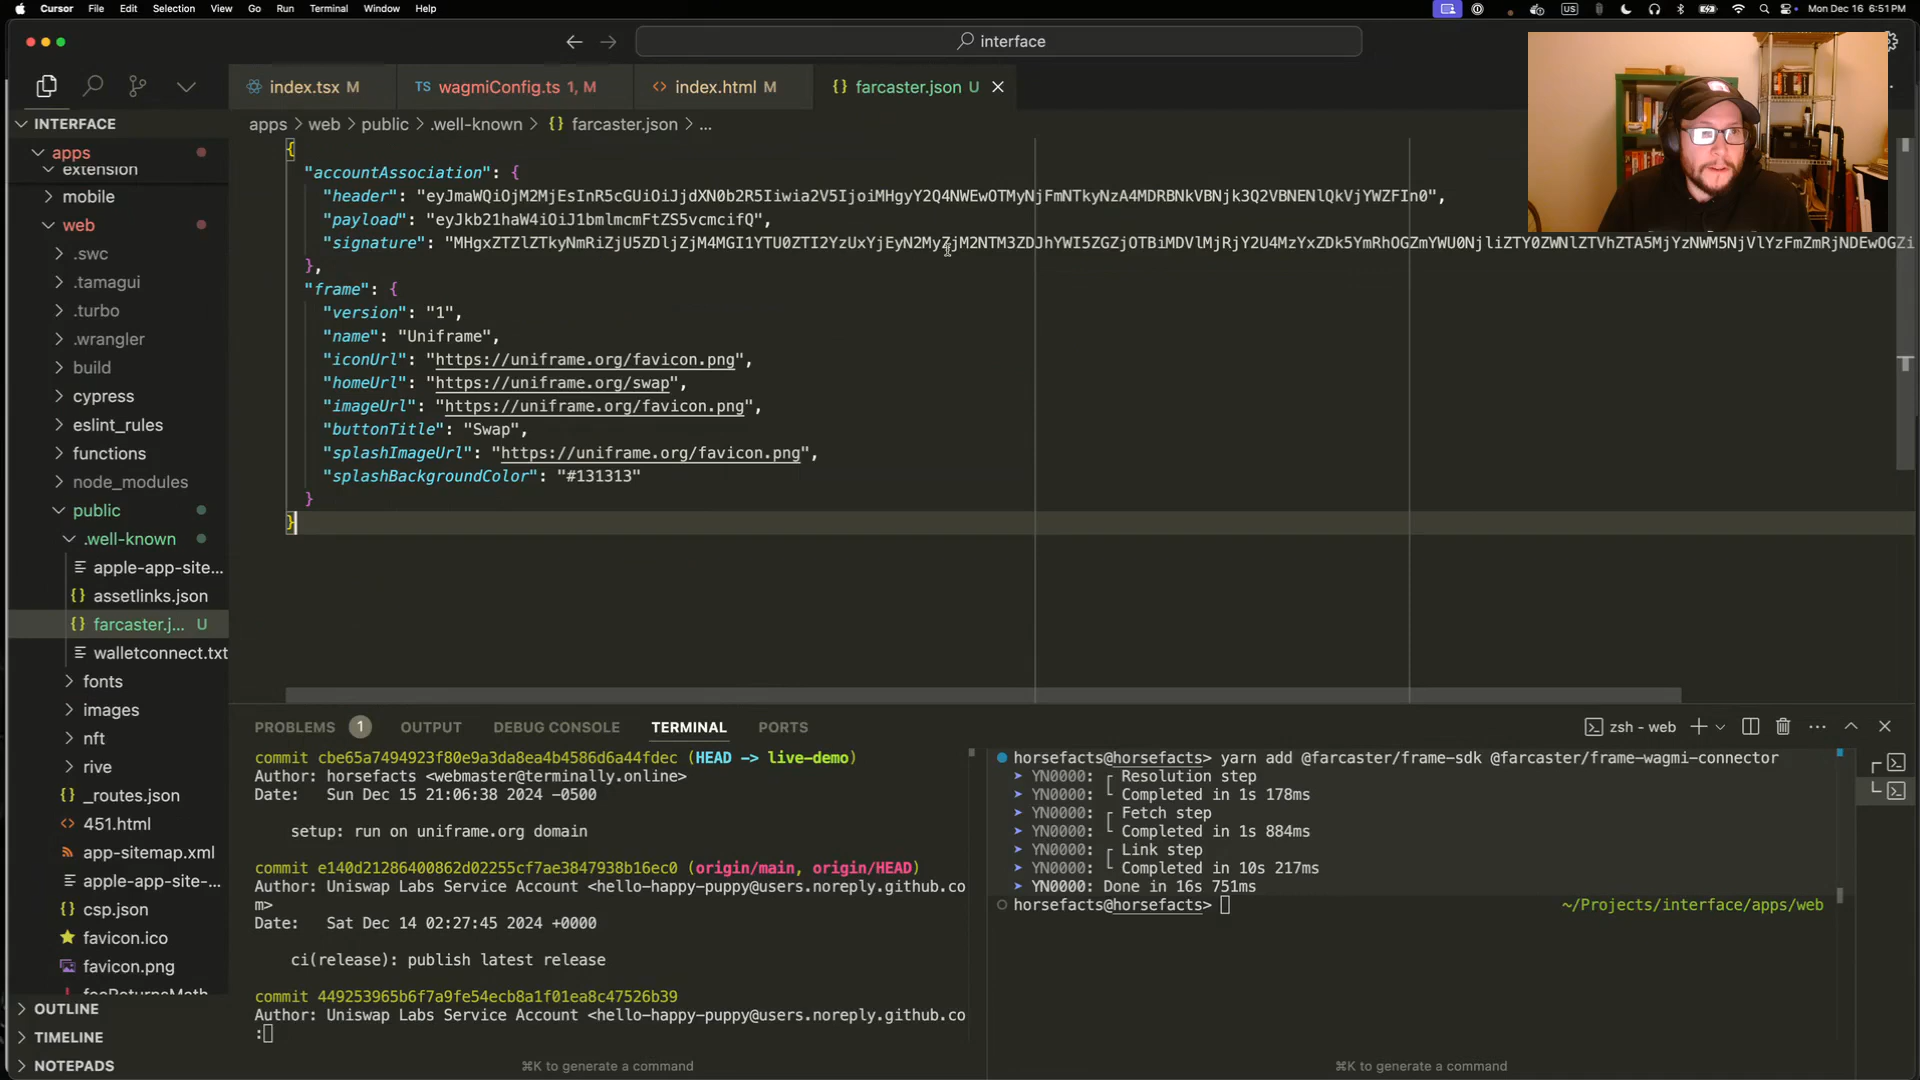 Cursor File Edit Selection View Go Run Terminal Window Help
US Mon Dec 16 6:51PM
interface
index.tsx M
TS wagmiConfig.ts 1, M
<> index.html M
{} farcaster.json U
INTERFACE
apps > web > public > .well-known > {} farcaster.json > ...
apps
extension
mobile
web
.swc
.tamagui
.turbo
.wrangler
build
cypress
eslint_rules
functions
node_modules
public
.well-known
apple-app-site...
{} assetlinks.json
{} farcaster.j... U
walletconnect.txt
fonts
images
nft
rive
{} _routes.json
<> 451.html
app-sitemap.xml
apple-app-site-...
{} csp.json
favicon.ico
favicon.png
OUTLINE
TIMELINE
NOTEPADS
{
"accountAssociation": {
"header":
"payload": "eyJkb21haW4iOiJ1bmlmcmFtZS5vcmcifQ",
"signature":
},
"frame": {
"version": "1",
"name": "Uniframe",
"iconUrl": "https://uniframe.org/favicon.png",
"homeUrl": "https://uniframe.org/swap",
"imageUrl": "https://uniframe.org/favicon.png",
"buttonTitle": "Swap",
"splashImageUrl": "https://uniframe.org/favicon.png",
"splashBackgroundColor": "#131313"
}
}
PROBLEMS 1 OUTPUT DEBUG CONSOLE TERMINAL PORTS
zsh - web
commit cbe65a7494923f80e9a3da8ea4b4586d6a44fdec (HEAD -> live-demo)
Author: horsefacts <webmaster@terminally.online>
Date: Sun Dec 15 21:06:38 2024 -0500
setup: run on uniframe.org domain
commit e140d21286400862d02255cf7ae3847938b16ec0 (origin/main, origin/HEAD)
Author: Uniswap Labs Service Account <hello-happy-puppy@users.noreply.github.co
m>
Date: Sat Dec 14 02:27:45 2024 +0000
ci(release): publish latest release
commit 449253965b6f7a9fe54ecb8a1f01ea8c47526b39
Author: Uniswap Labs Service Account <hello-happy-puppy@users.noreply.github.co
:
⌘K to generate a command
horsefacts@horsefacts> yarn add @farcaster/frame-sdk @farcaster/frame-wagmi-connector
➤ YN0000: ┌ Resolution step
➤ YN0000: └ Completed in 1s 178ms
➤ YN0000: ┌ Fetch step
➤ YN0000: └ Completed in 1s 884ms
➤ YN0000: ┌ Link step
➤ YN0000: └ Completed in 10s 217ms
➤ YN0000: Done in 16s 751ms
horsefacts@horsefacts> ~/Projects/interface/apps/web
⌘K to generate a command